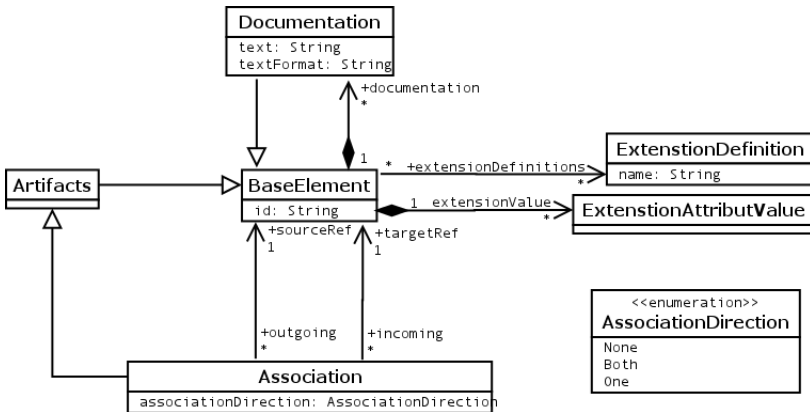 Documentation
text: String
textFormat: String
+documentation
*
1
* +extensionDefinitions
*
ExtenstionDefinition
name: String
Artifacts
BaseElement
id: String
1 extensionValue
*
ExtenstionAttributValue
+sourceRef
1
+targetRef
1
+outgoing
*
+incoming
*
Association
associationDirection: AssociationDirection
<<enumeration>>
AssociationDirection
None
Both
One